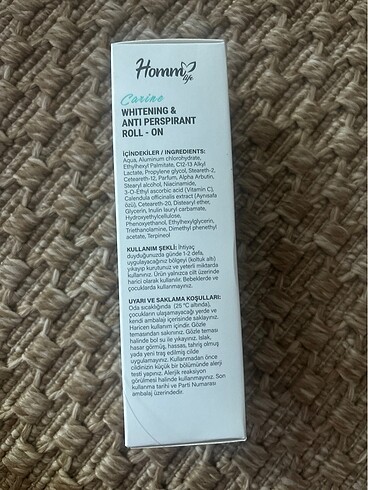 Homm life
Carino
WHITENING &
ANTI PERSPIRANT
ROLL - ON
İÇİNDEKİLER / INGREDIENTS:
Aqua, Aluminum chlorohydrate,
Ethylhexyl Palmitate, C12-13 Alkyl
Lactate, Propylene glycol, Steareth-2,
Ceteareth-12, Parfum, Alpha Arbutin,
Stearyl alcohol, Niacinamide,
3-O-Ethyl ascorbic acid (Vitamin C),
Calendula officinalis extract (Aynısafa
özü), Ceteareth-20, Distearyl ether,
Glycerin, Inulin lauryl carbamate,
Hydroxyethylcellulose,
Phenoxyethanol, Ethylhexylglycerin,
Triethanolamine, Dimethyl phenethyl
acetate, Terpineol
KULLANIM ŞEKLİ: İhtiyaç
duyduğunuzda günde 1-2 defa,
uygulayacağınız bölgeyi (koltuk altı)
yıkayıp kurutunuz ve yeterli miktarda
kullanınız. Ürün yalnızca cilt üzerinde
harici olarak kullanılır. Bebeklerde ve
çocuklarda kullanmayınız.
UYARI VE SAKLAMA KOŞULLARI:
Oda sıcaklığında (25 °C altında),
çocukların ulaşamayacağı yerde ve
kendi ambalajı içerisinde saklayınız.
Haricen kullanım içindir. Gözle
temasından sakınınız. Gözle teması
halinde bol su ile yıkayınız. Islak,
hasar görmüş, hassas, tahriş olmuş
yada yeni traş edilmiş cilde
uygulamayınız. Kullanmadan önce
cildinizin küçük bir bölümünde alerji
testi yapınız. Alerjik reaksiyon
görülmesi halinde kullanmayınız. Son
kullanma tarihi ve Parti Numarası
ambalaj üzerindedir.